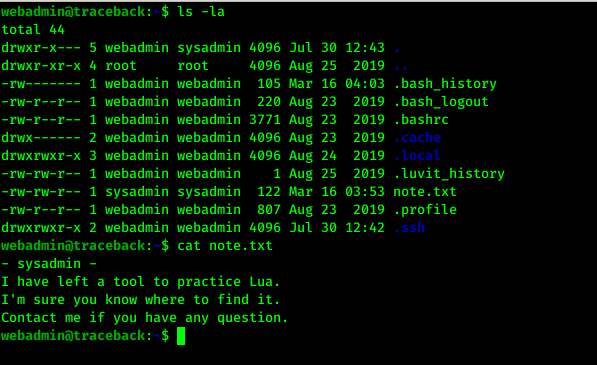 webadmin@traceback:~$ ls -la
total 44
drwxr-x--- 5 webadmin sysadmin 4096 Jul 30 12:43 .
drwxr-xr-x 4 root     root     4096 Aug 25  2019 ..
-rw------- 1 webadmin webadmin  105 Mar 16 04:03 .bash_history
-rw-r--r-- 1 webadmin webadmin  220 Aug 23  2019 .bash_logout
-rw-r--r-- 1 webadmin webadmin 3771 Aug 23  2019 .bashrc
drwx------ 2 webadmin webadmin 4096 Aug 23  2019 .cache
drwxrwxr-x 3 webadmin webadmin 4096 Aug 24  2019 .local
-rw-rw-r-- 1 webadmin webadmin    1 Aug 25  2019 .luvit_history
-rw-rw-r-- 1 sysadmin sysadmin  122 Mar 16 03:53 note.txt
-rw-r--r-- 1 webadmin webadmin  807 Aug 23  2019 .profile
drwxrwxr-x 2 webadmin webadmin 4096 Jul 30 12:42 .ssh
webadmin@traceback:~$ cat note.txt
- sysadmin -
I have left a tool to practice Lua.
I'm sure you know where to find it.
Contact me if you have any question.
webadmin@traceback:~$